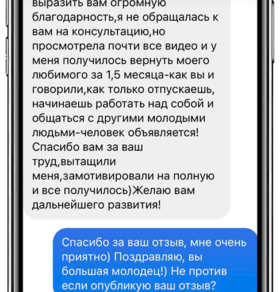 выразить вам огромную
благодарность,я не обращалась к
вам на консультацию,но
просмотрела почти все видео и у
меня получилось вернуть моего
любимого за 1,5 месяца-как вы и
говорили,как только отпускаешь,
начинаешь работать над собой и
общаться с другими молодыми
людьми-человек объявляется!
Спасибо вам за ваш
труд,вытащили
меня,замотивировали на полную
и все получилось)Желаю вам
дальнейшего развития!
Спасибо за ваш отзыв, мне очень
приятно) Поздравляю, вы
большая молодец!) Не против
если опубликую ваш отзыв?